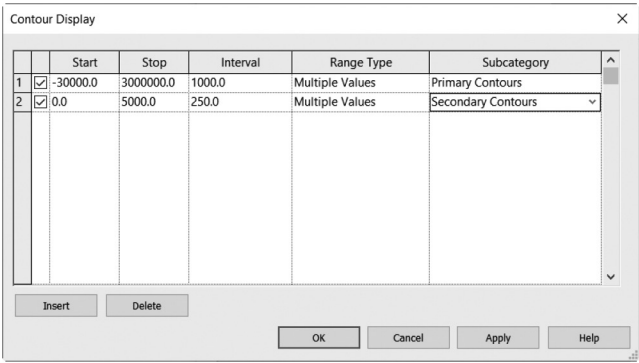 Contour Display
Start Stop Interval Range Type Subcategory
1 -30000.0 3000000.0 1000.0 Multiple Values Primary Contours
2 0.0 5000.0 250.0 Multiple Values Secondary Contours
Insert Delete
OK Cancel Apply Help